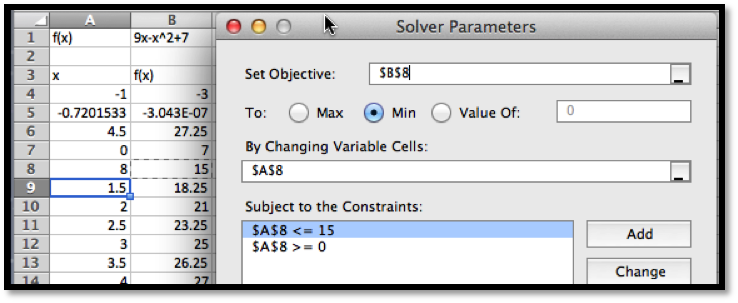 A B
1 f(x) 9x-x^2+7
2
3 x f(x)
4 -1 -3
5 -0.7201533 -3.043E-07
6 4.5 27.25
7 0 7
8 8 15
9 1.5 18.25
10 2 21
11 2.5 23.25
12 3 25
13 3.5 26.25
14 4 27
Solver Parameters
Set Objective: $B$8
To: Max Min Value Of: 0
By Changing Variable Cells:
$A$8
Subject to the Constraints:
$A$8 <= 15
$A$8 >= 0
Add
Change